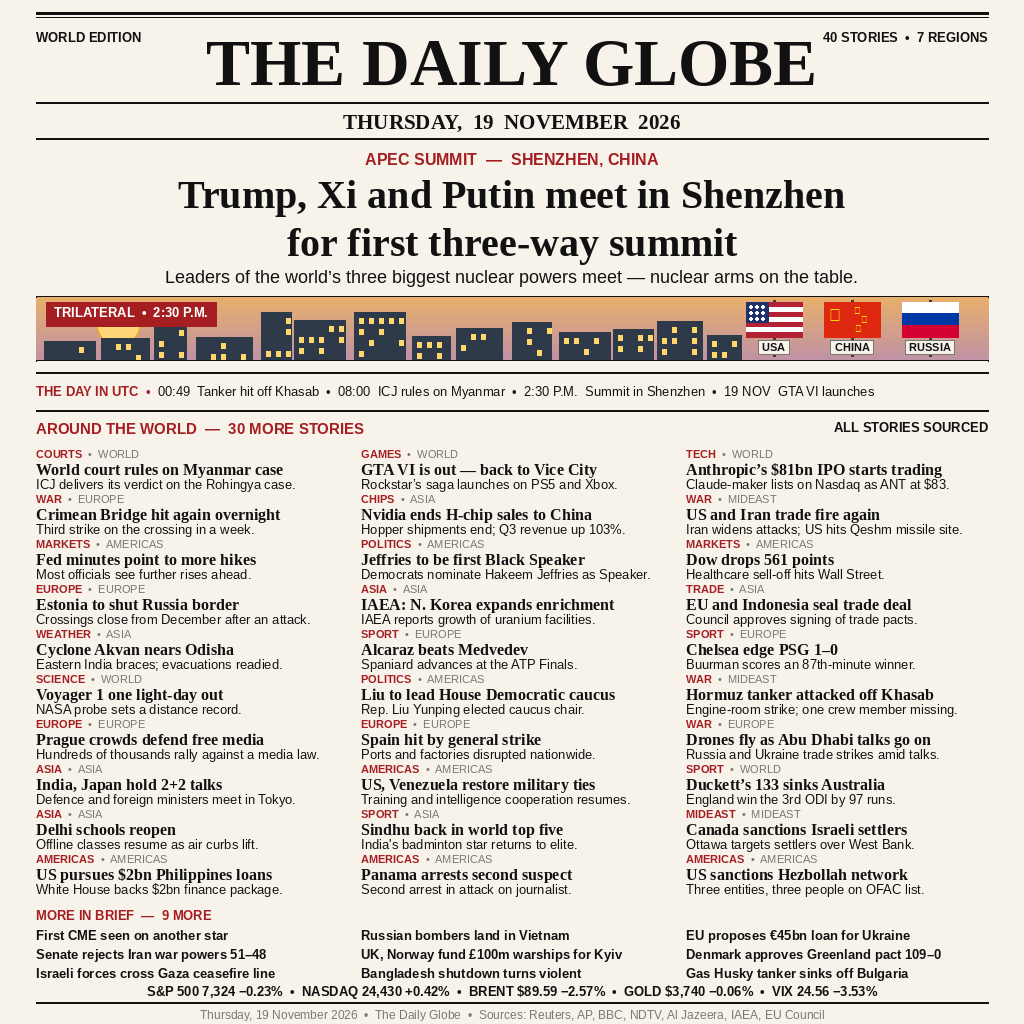 WORLD EDITION
THE DAILY GLOBE
40 STORIES • 7 REGIONS
THURSDAY, 19 NOVEMBER 2026
APEC SUMMIT — SHENZHEN, CHINA
Trump, Xi and Putin meet in Shenzhen
for first three-way summit
Leaders of the world’s three biggest nuclear powers meet — nuclear arms on the table.
TRILATERAL • 2:30 P.M.
USA
CHINA
RUSSIA
THE DAY IN UTC • 00:49 Tanker hit off Khasab • 08:00 ICJ rules on Myanmar • 2:30 P.M. Summit in Shenzhen • 19 NOV GTA VI launches
AROUND THE WORLD — 30 MORE STORIES
ALL STORIES SOURCED
COURTS • WORLD
World court rules on Myanmar case
ICJ delivers its verdict on the Rohingya case.
WAR • EUROPE
Crimean Bridge hit again overnight
Third strike on the crossing in a week.
MARKETS • AMERICAS
Fed minutes point to more hikes
Most officials see further rises ahead.
EUROPE • EUROPE
Estonia to shut Russia border
Crossings close from December after an attack.
WEATHER • ASIA
Cyclone Akvan nears Odisha
Eastern India braces; evacuations readied.
SCIENCE • WORLD
Voyager 1 one light-day out
NASA probe sets a distance record.
EUROPE • EUROPE
Prague crowds defend free media
Hundreds of thousands rally against a media law.
ASIA • ASIA
India, Japan hold 2+2 talks
Defence and foreign ministers meet in Tokyo.
ASIA • ASIA
Delhi schools reopen
Offline classes resume as air curbs lift.
AMERICAS • AMERICAS
US pursues $2bn Philippines loans
White House backs $2bn finance package.
GAMES • WORLD
GTA VI is out — back to Vice City
Rockstar's saga launches on PS5 and Xbox.
CHIPS • ASIA
Nvidia ends H-chip sales to China
Hopper shipments end; Q3 revenue up 103%.
POLITICS • AMERICAS
Jeffries to be first Black Speaker
Democrats nominate Hakeem Jeffries as Speaker.
ASIA • ASIA
IAEA: N. Korea expands enrichment
IAEA reports growth of uranium facilities.
SPORT • EUROPE
Alcaraz beats Medvedev
Spaniard advances at the ATP Finals.
POLITICS • AMERICAS
Liu to lead House Democratic caucus
Rep. Liu Yunping elected caucus chair.
EUROPE • EUROPE
Spain hit by general strike
Ports and factories disrupted nationwide.
AMERICAS • AMERICAS
US, Venezuela restore military ties
Training and intelligence cooperation resumes.
SPORT • ASIA
Sindhu back in world top five
India's badminton star returns to elite.
AMERICAS • AMERICAS
Panama arrests second suspect
Second arrest in attack on journalist.
TECH • WORLD
Anthropic’s $81bn IPO starts trading
Claude-maker lists on Nasdaq as ANT at $83.
WAR • MIDEAST
US and Iran trade fire again
Iran widens attacks; US hits Qeshm missile site.
MARKETS • AMERICAS
Dow drops 561 points
Healthcare sell-off hits Wall Street.
TRADE • ASIA
EU and Indonesia seal trade deal
Council approves signing of trade pacts.
SPORT • EUROPE
Chelsea edge PSG 1–0
Buurman scores an 87th-minute winner.
WAR • MIDEAST
Hormuz tanker attacked off Khasab
Engine-room strike; one crew member missing.
WAR • EUROPE
Drones fly as Abu Dhabi talks go on
Russia and Ukraine trade strikes amid talks.
SPORT • WORLD
Duckett’s 133 sinks Australia
England win the 3rd ODI by 97 runs.
MIDEAST • MIDEAST
Canada sanctions Israeli settlers
Ottawa targets settlers over West Bank.
AMERICAS • AMERICAS
US sanctions Hezbollah network
Three entities, three people on OFAC list.
MORE IN BRIEF — 9 MORE
First CME seen on another star
Senate rejects Iran war powers 51–48
Israeli forces cross Gaza ceasefire line
Russian bombers land in Vietnam
UK, Norway fund £100m warships for Kyiv
Bangladesh shutdown turns violent
EU proposes €45bn loan for Ukraine
Denmark approves Greenland pact 109–0
Gas Husky tanker sinks off Bulgaria
S&P 500 7,324 −0.23% • NASDAQ 24,430 +0.42% • BRENT $89.59 −2.57% • GOLD $3,740 −0.06% • VIX 24.56 −3.53%
Thursday, 19 November 2026 • The Daily Globe • Sources: Reuters, AP, BBC, NDTV, Al Jazeera, IAEA, EU Council